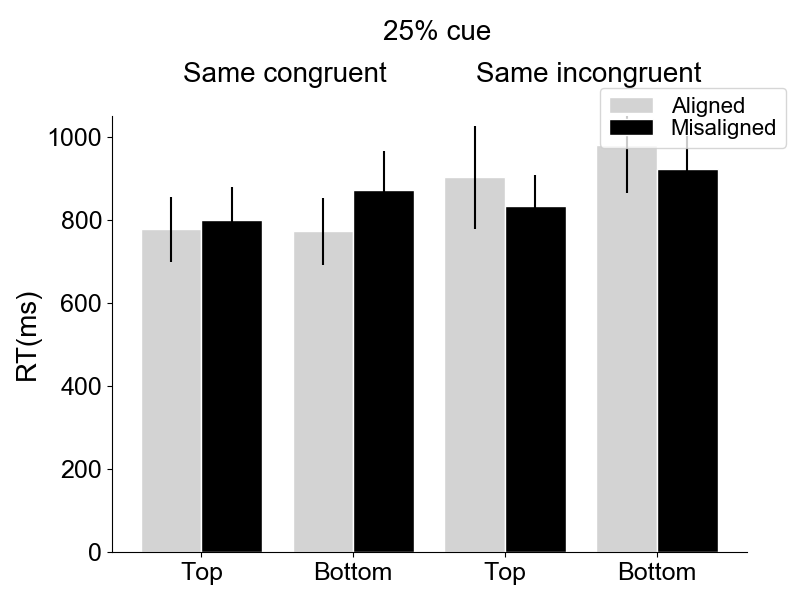 25% cue
Same congruent
Same incongruent
Aligned
Misaligned
RT(ms)
1000
800
600
400
200
0
Top
Bottom
Top
Bottom